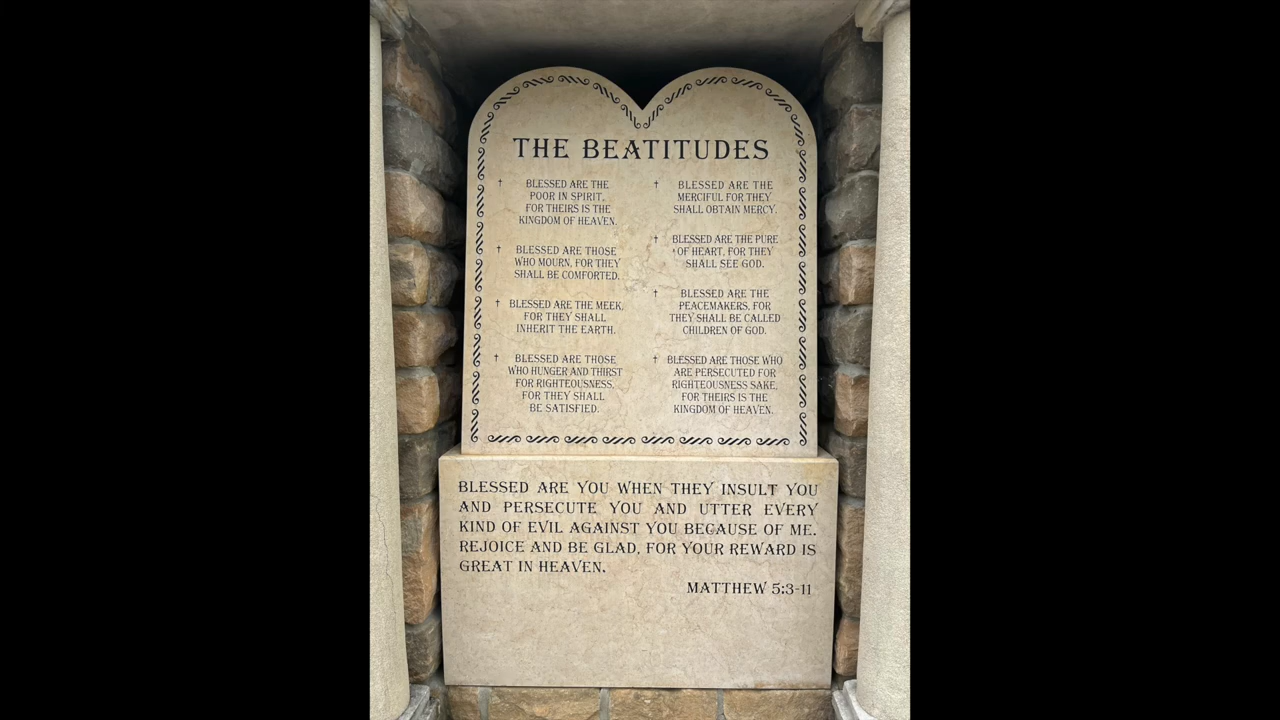 THE BEATITUDES
† BLESSED ARE THE
POOR IN SPIRIT,
FOR THEIRS IS THE
KINGDOM OF HEAVEN.
† BLESSED ARE THOSE
WHO MOURN, FOR THEY
SHALL BE COMFORTED.
† BLESSED ARE THE MEEK,
FOR THEY SHALL
INHERIT THE EARTH.
† BLESSED ARE THOSE
WHO HUNGER AND THIRST
FOR RIGHTEOUSNESS,
FOR THEY SHALL
BE SATISFIED.
† BLESSED ARE THE
MERCIFUL FOR THEY
SHALL OBTAIN MERCY.
† BLESSED ARE THE PURE
OF HEART, FOR THEY
SHALL SEE GOD.
† BLESSED ARE THE
PEACEMAKERS, FOR
THEY SHALL BE CALLED
CHILDREN OF GOD.
† BLESSED ARE THOSE WHO
ARE PERSECUTED FOR
RIGHTEOUSNESS SAKE,
FOR THEIRS IS THE
KINGDOM OF HEAVEN.
BLESSED ARE YOU WHEN THEY INSULT YOU
AND PERSECUTE YOU AND UTTER EVERY
KIND OF EVIL AGAINST YOU BECAUSE OF ME.
REJOICE AND BE GLAD, FOR YOUR REWARD IS
GREAT IN HEAVEN.
MATTHEW 5:3-11